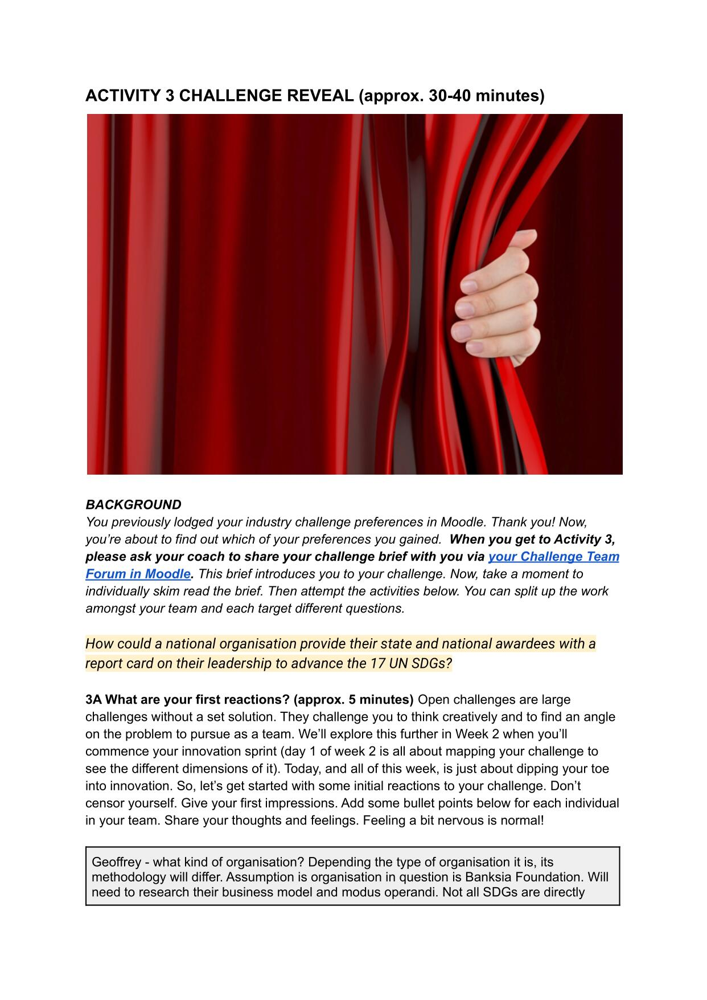 ACTIVITY 3 CHALLENGE REVEAL (approx. 30-40 minutes)
BACKGROUND
You previously lodged your industry challenge preferences in Moodle. Thank you! Now,
you’re about to find out which of your preferences you gained.  When you get to Activity 3,
please ask your coach to share your challenge brief with you via your Challenge Team
Forum in Moodle. This brief introduces you to your challenge. Now, take a moment to
individually skim read the brief. Then attempt the activities below. You can split up the work
amongst your team and each target different questions.
How could a national organisation provide their state and national awardees with a
report card on their leadership to advance the 17 UN SDGs?
3A What are your first reactions? (approx. 5 minutes) Open challenges are large
challenges without a set solution. They challenge you to think creatively and to find an angle
on the problem to pursue as a team. We’ll explore this further in Week 2 when you’ll
commence your innovation sprint (day 1 of week 2 is all about mapping your challenge to
see the different dimensions of it). Today, and all of this week, is just about dipping your toe
into innovation. So, let’s get started with some initial reactions to your challenge. Don’t
censor yourself. Give your first impressions. Add some bullet points below for each individual
in your team. Share your thoughts and feelings. Feeling a bit nervous is normal!
Geoffrey - what kind of organisation? Depending the type of organisation it is, its
methodology will differ. Assumption is organisation in question is Banksia Foundation. Will
need to research their business model and modus operandi. Not all SDGs are directly